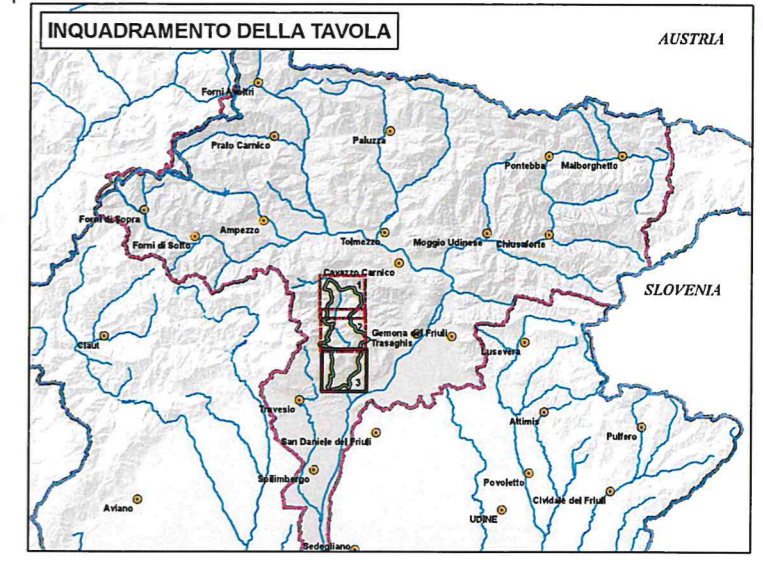 INQUADRAMENTO DELLA TAVOLA
AUSTRIA
Forni Avoltri
Prato Carnico
Paluzza
Pontebba
Malborghetto
Forni di Sopra
Forni di Sotto
Ampezzo
Tolmezzo
Moggio Udinese
Chiusaforte
Cavazzo Carnico
SLOVENIA
1
2
Gemona del Friuli
Trasaghis
Claut
Lusevera
3
Travesio
Attimis
San Daniele del Friuli
Pulfero
Spilimbergo
Povoletto
Cividale del Friuli
Aviano
UDINE
Sedegliano